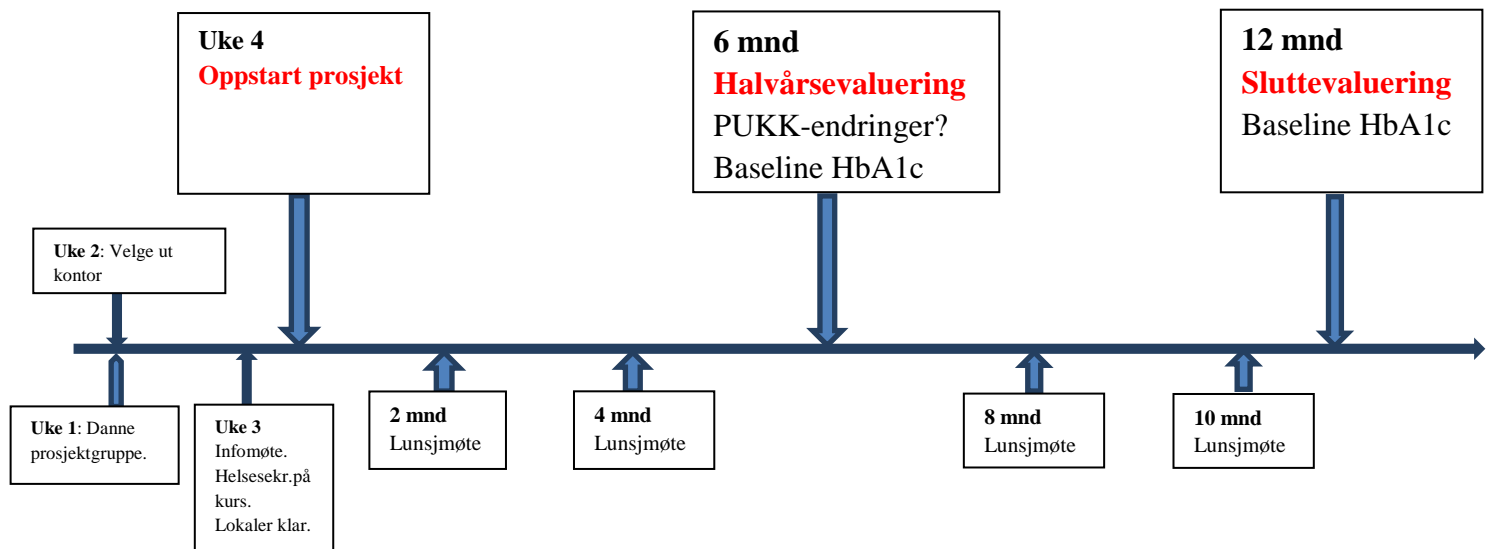 Uke 4
Oppstart prosjekt
6 mnd
Halvårsevaluering
PUKK-endringer?
Baseline HbA1c
12 mnd
Sluttevaluering
Baseline HbA1c
Uke 2: Velge ut
kontor
Uke 1: Danne
prosjektgruppe.
Uke 3
Infomøte.
Helsesekr.på
kurs.
Lokaler klar.
2 mnd
Lunsjmøte
4 mnd
Lunsjmøte
8 mnd
Lunsjmøte
10 mnd
Lunsjmøte